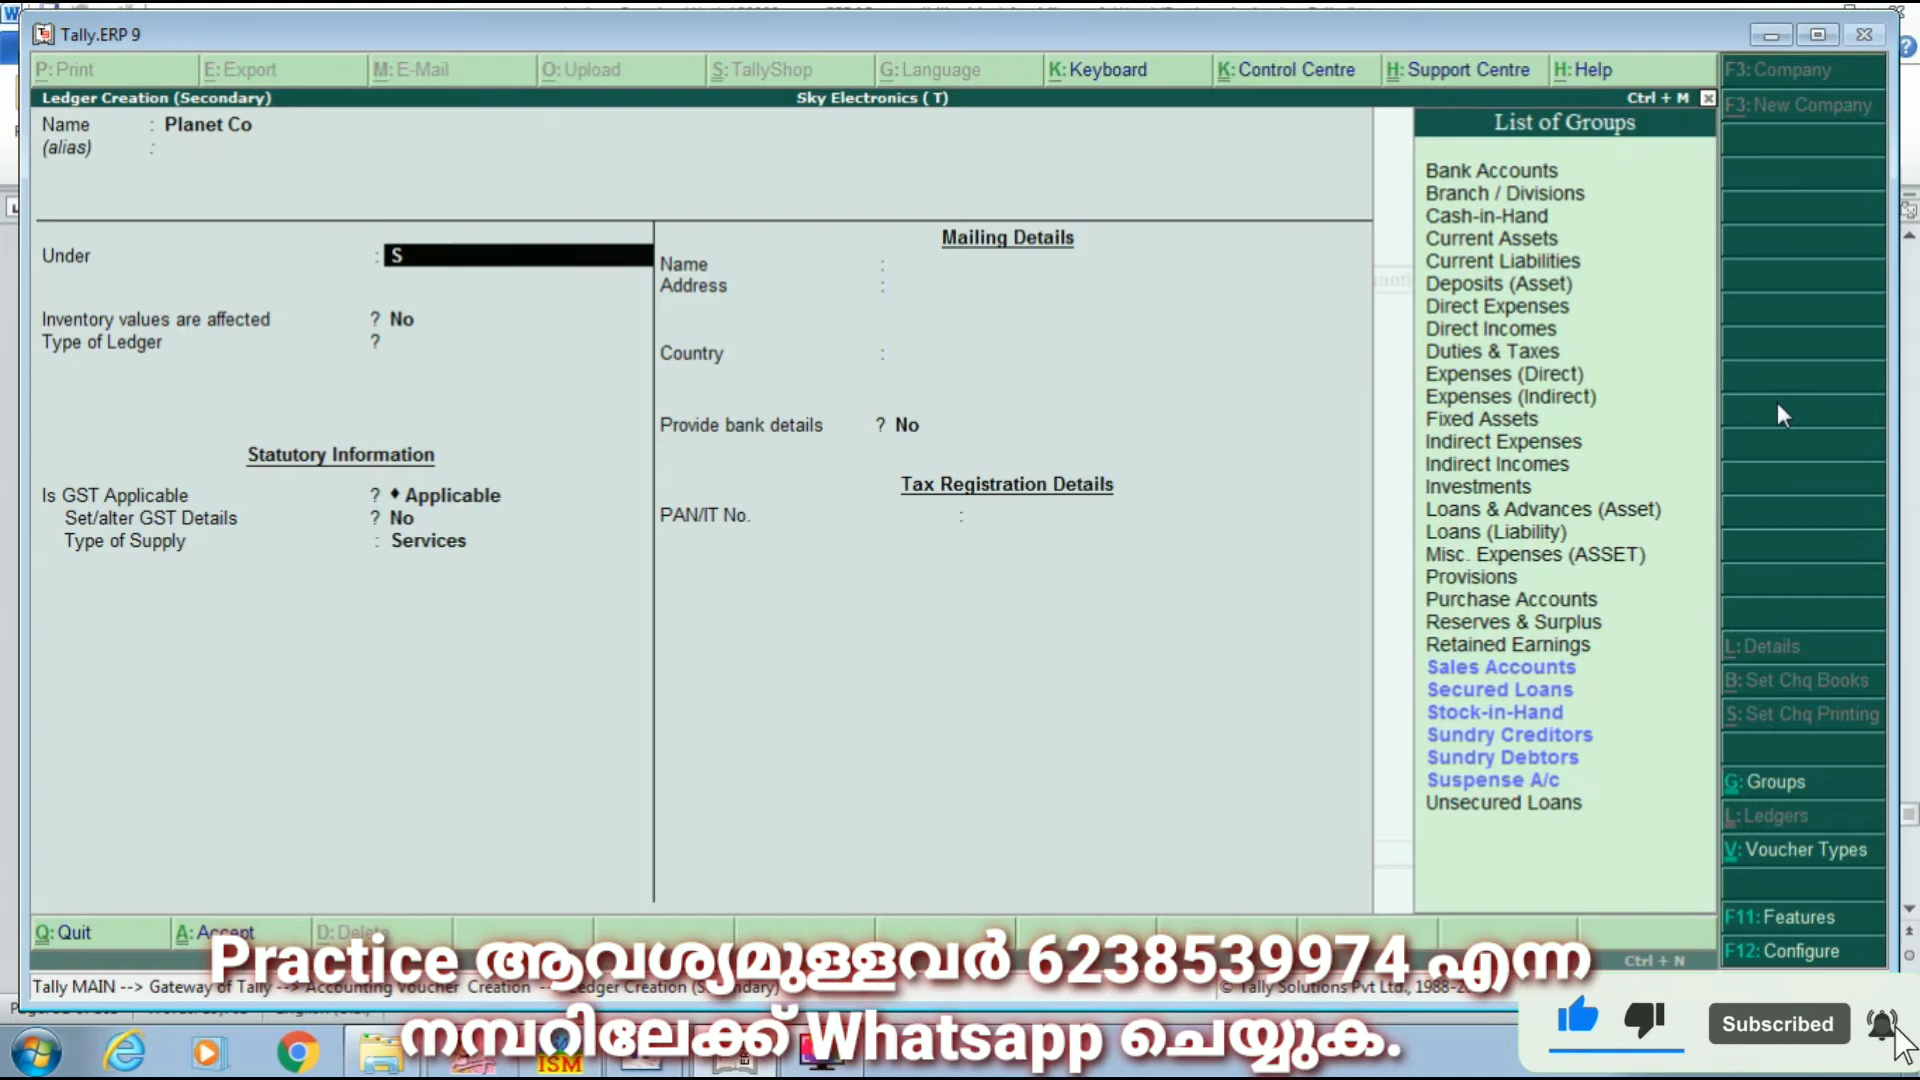 Tally.ERP 9
P: Print
E: Export
M: E-Mail
O: Upload
S: TallyShop
G: Language
K: Keyboard
K: Control Centre
H: Support Centre
H: Help
F3: Company
F3: New Company
Ledger Creation (Secondary)
Sky Electronics ( T)
Ctrl + M
Name : Planet Co
(alias) :
Under : S
Inventory values are affected ? No
Type of Ledger ?
Statutory Information
Is GST Applicable ? ♦ Applicable
Set/alter GST Details ? No
Type of Supply : Services
Mailing Details
Name :
Address :
Country :
Provide bank details ? No
Tax Registration Details
PAN/IT No. :
List of Groups
Bank Accounts
Branch / Divisions
Cash-in-Hand
Current Assets
Current Liabilities
Deposits (Asset)
Direct Expenses
Direct Incomes
Duties & Taxes
Expenses (Direct)
Expenses (Indirect)
Fixed Assets
Indirect Expenses
Indirect Incomes
Investments
Loans & Advances (Asset)
Loans (Liability)
Misc. Expenses (ASSET)
Provisions
Purchase Accounts
Reserves & Surplus
Retained Earnings
Sales Accounts
Secured Loans
Stock-in-Hand
Sundry Creditors
Sundry Debtors
Suspense A/c
Unsecured Loans
L: Details
B: Set Chq Books
S: Set Chq Printing
G: Groups
L: Ledgers
V: Voucher Types
F11: Features
F12: Configure
Q: Quit
A: Accept
D: Delete
Ctrl + N
Practice ആവശ്യമുള്ളവർ 6238539974 എന്ന
Tally MAIN --> Gateway of Tally --> Accounting Voucher Creation Ledger Creation
© Tally Solutions Pvt Ltd., 1988-
നമ്പറിലേക്ക് Whatsapp ചെയ്യുക.
ISM
Subscribed